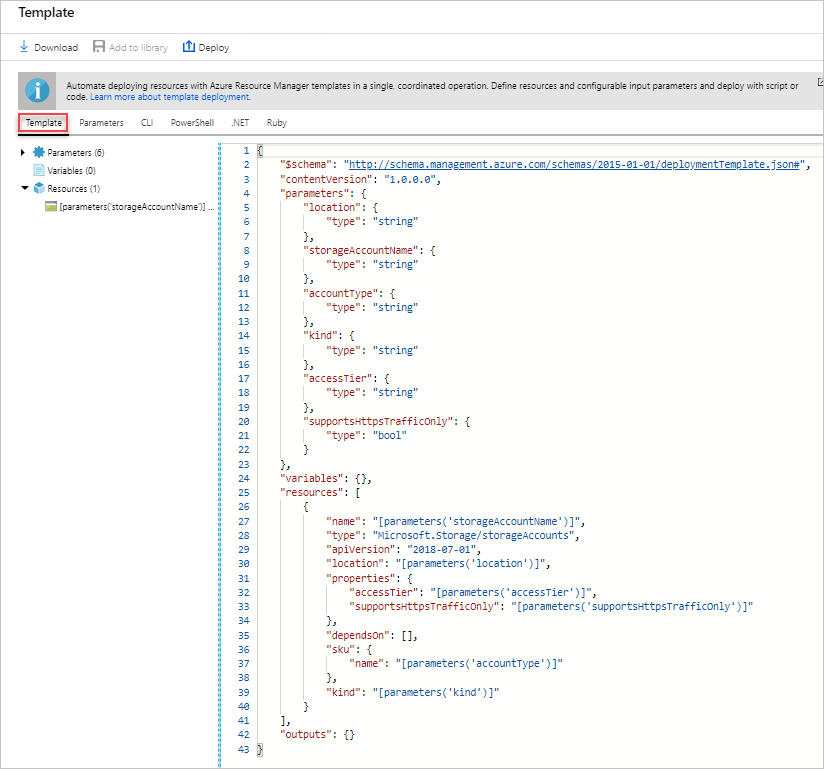 Template
Download Add to library Deploy
Automate deploying resources with Azure Resource Manager templates in a single, coordinated operation. Define resources and configurable input parameters and deploy with script or
code. Learn more about template deployment.
Template Parameters CLI PowerShell .NET Ruby
Parameters (6)
Variables (0)
Resources (1)
[parameters('storageAccountName')] ...
1 {
2 "$schema": "http://schema.management.azure.com/schemas/2015-01-01/deploymentTemplate.json#",
3 "contentVersion": "1.0.0.0",
4 "parameters": {
5 "location": {
6 "type": "string"
7 },
8 "storageAccountName": {
9 "type": "string"
10 },
11 "accountType": {
12 "type": "string"
13 },
14 "kind": {
15 "type": "string"
16 },
17 "accessTier": {
18 "type": "string"
19 },
20 "supportsHttpsTrafficOnly": {
21 "type": "bool"
22 }
23 },
24 "variables": {},
25 "resources": [
26 {
27 "name": "[parameters('storageAccountName')]",
28 "type": "Microsoft.Storage/storageAccounts",
29 "apiVersion": "2018-07-01",
30 "location": "[parameters('location')]",
31 "properties": {
32 "accessTier": "[parameters('accessTier')]",
33 "supportsHttpsTrafficOnly": "[parameters('supportsHttpsTrafficOnly')]"
34 },
35 "dependsOn": [],
36 "sku": {
37 "name": "[parameters('accountType')]"
38 },
39 "kind": "[parameters('kind')]"
40 }
41 ],
42 "outputs": {}
43 }